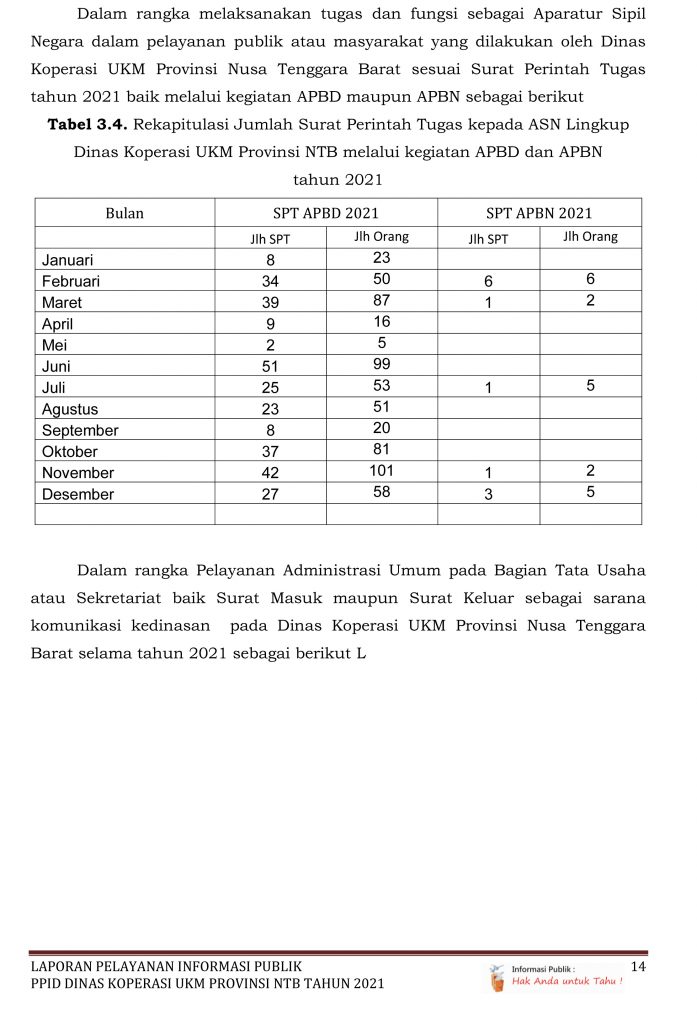 Dalam rangka melaksanakan tugas dan fungsi sebagai Aparatur Sipil
Negara dalam pelayanan publik atau masyarakat yang dilakukan oleh Dinas
Koperasi UKM Provinsi Nusa Tenggara Barat sesuai Surat Perintah Tugas
tahun 2021 baik melalui kegiatan APBD maupun APBN sebagai berikut
Tabel 3.4. Rekapitulasi Jumlah Surat Perintah Tugas kepada ASN Lingkup
Dinas Koperasi UKM Provinsi NTB melalui kegiatan APBD dan APBN
tahun 2021
Bulan SPT APBD 2021 SPT APBN 2021
Jlh SPT Jlh Orang Jlh SPT Jlh Orang
Januari 8 23
Februari 34 50 6 6
Maret 39 87 1 2
April 9 16
Mei 2 5
Juni 51 99
Juli 25 53 1 5
Agustus 23 51
September 8 20
Oktober 37 81
November 42 101 1 2
Desember 27 58 3 5
Dalam rangka Pelayanan Administrasi Umum pada Bagian Tata Usaha
atau Sekretariat baik Surat Masuk maupun Surat Keluar sebagai sarana
komunikasi kedinasan pada Dinas Koperasi UKM Provinsi Nusa Tenggara
Barat selama tahun 2021 sebagai berikut L
LAPORAN PELAYANAN INFORMASI PUBLIK
PPID DINAS KOPERASI UKM PROVINSI NTB TAHUN 2021
Informasi Publik :
Hak Anda untuk Tahu !
14